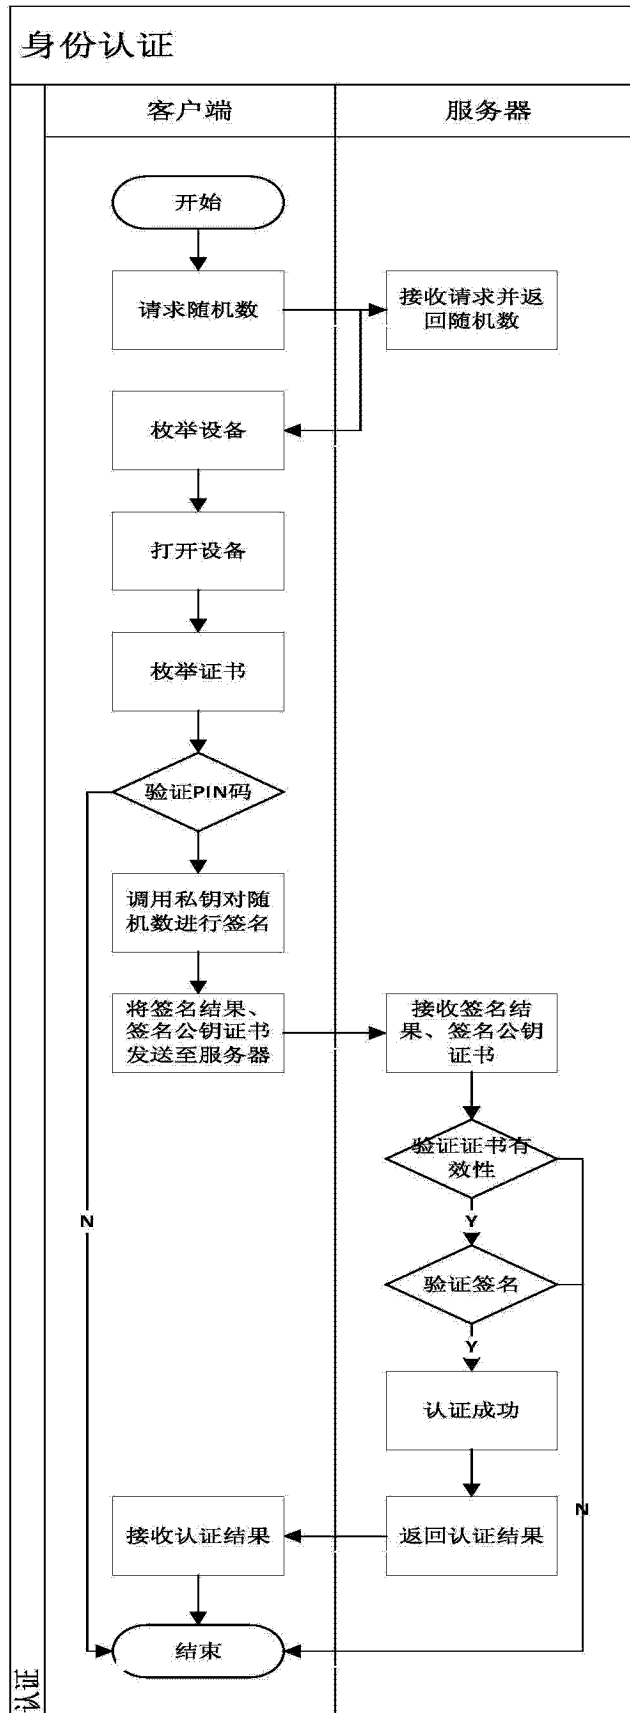 身份认证
客户端
服务器
开始
请求随机数
接收请求并返
回随机数
枚举设备
打开设备
枚举证书
验证PIN码
调用私钥对随
机数进行签名
将签名结果、
签名公钥证书
发送至服务器
接收签名结
果、签名公钥
证书
验证证书有
效性
N
Y
验证签名
Y
认证成功
N
接收认证结果
返回认证结果
结束
认证